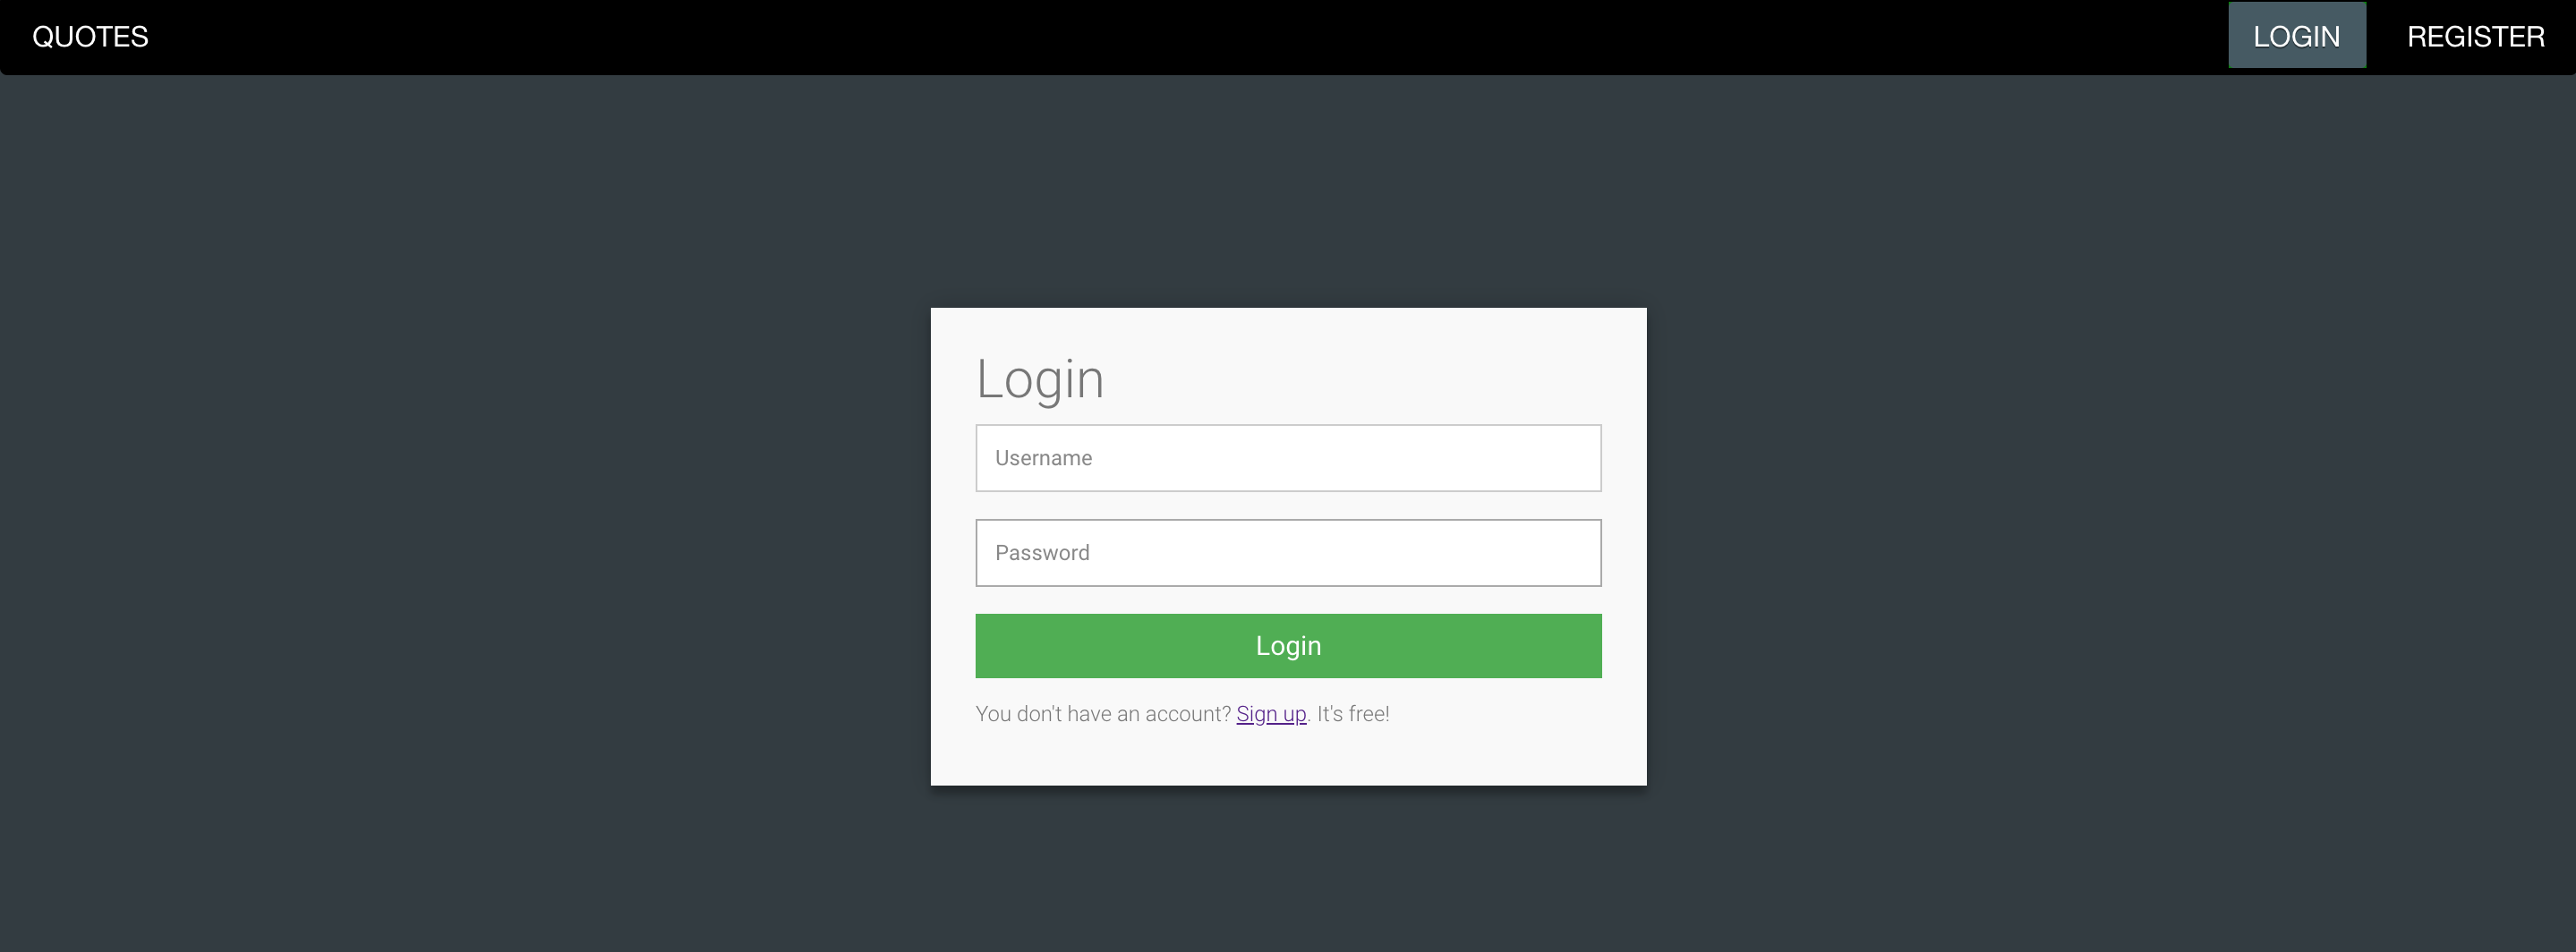 QUOTES LOGIN REGISTER
Login
Username
Password
Login
You don't have an account? Sign up. It's free!